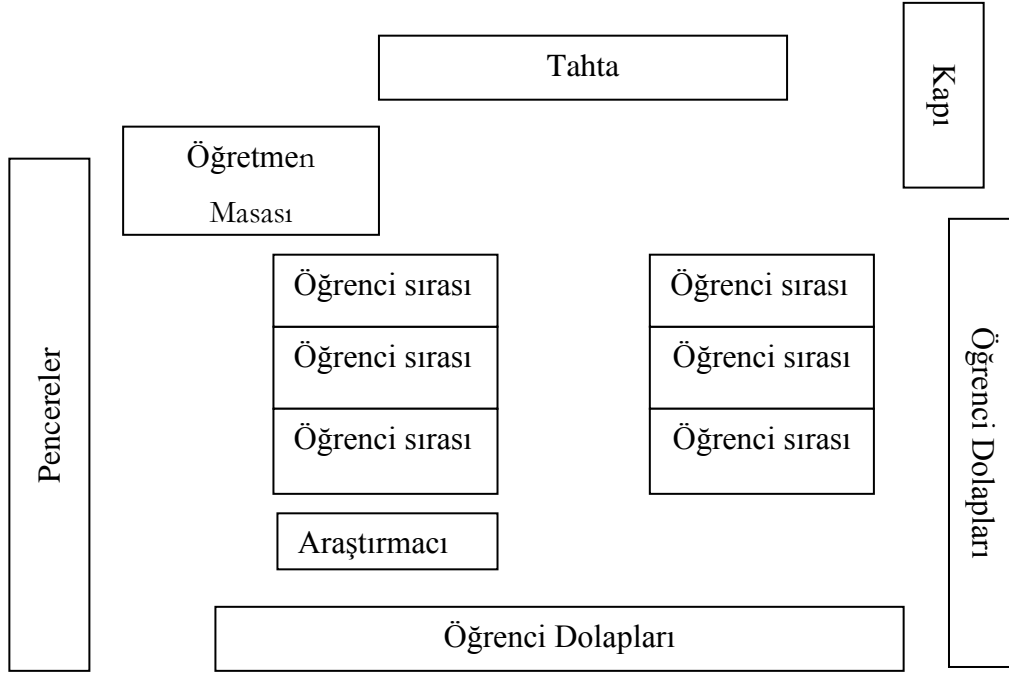 Tahta
Kapı
Öğretmen
Masası
Pencereler
Öğrenci sırası
Öğrenci sırası
Öğrenci sırası
Öğrenci sırası
Öğrenci sırası
Öğrenci sırası
Öğrenci Dolapları
Araştırmacı
Öğrenci Dolapları